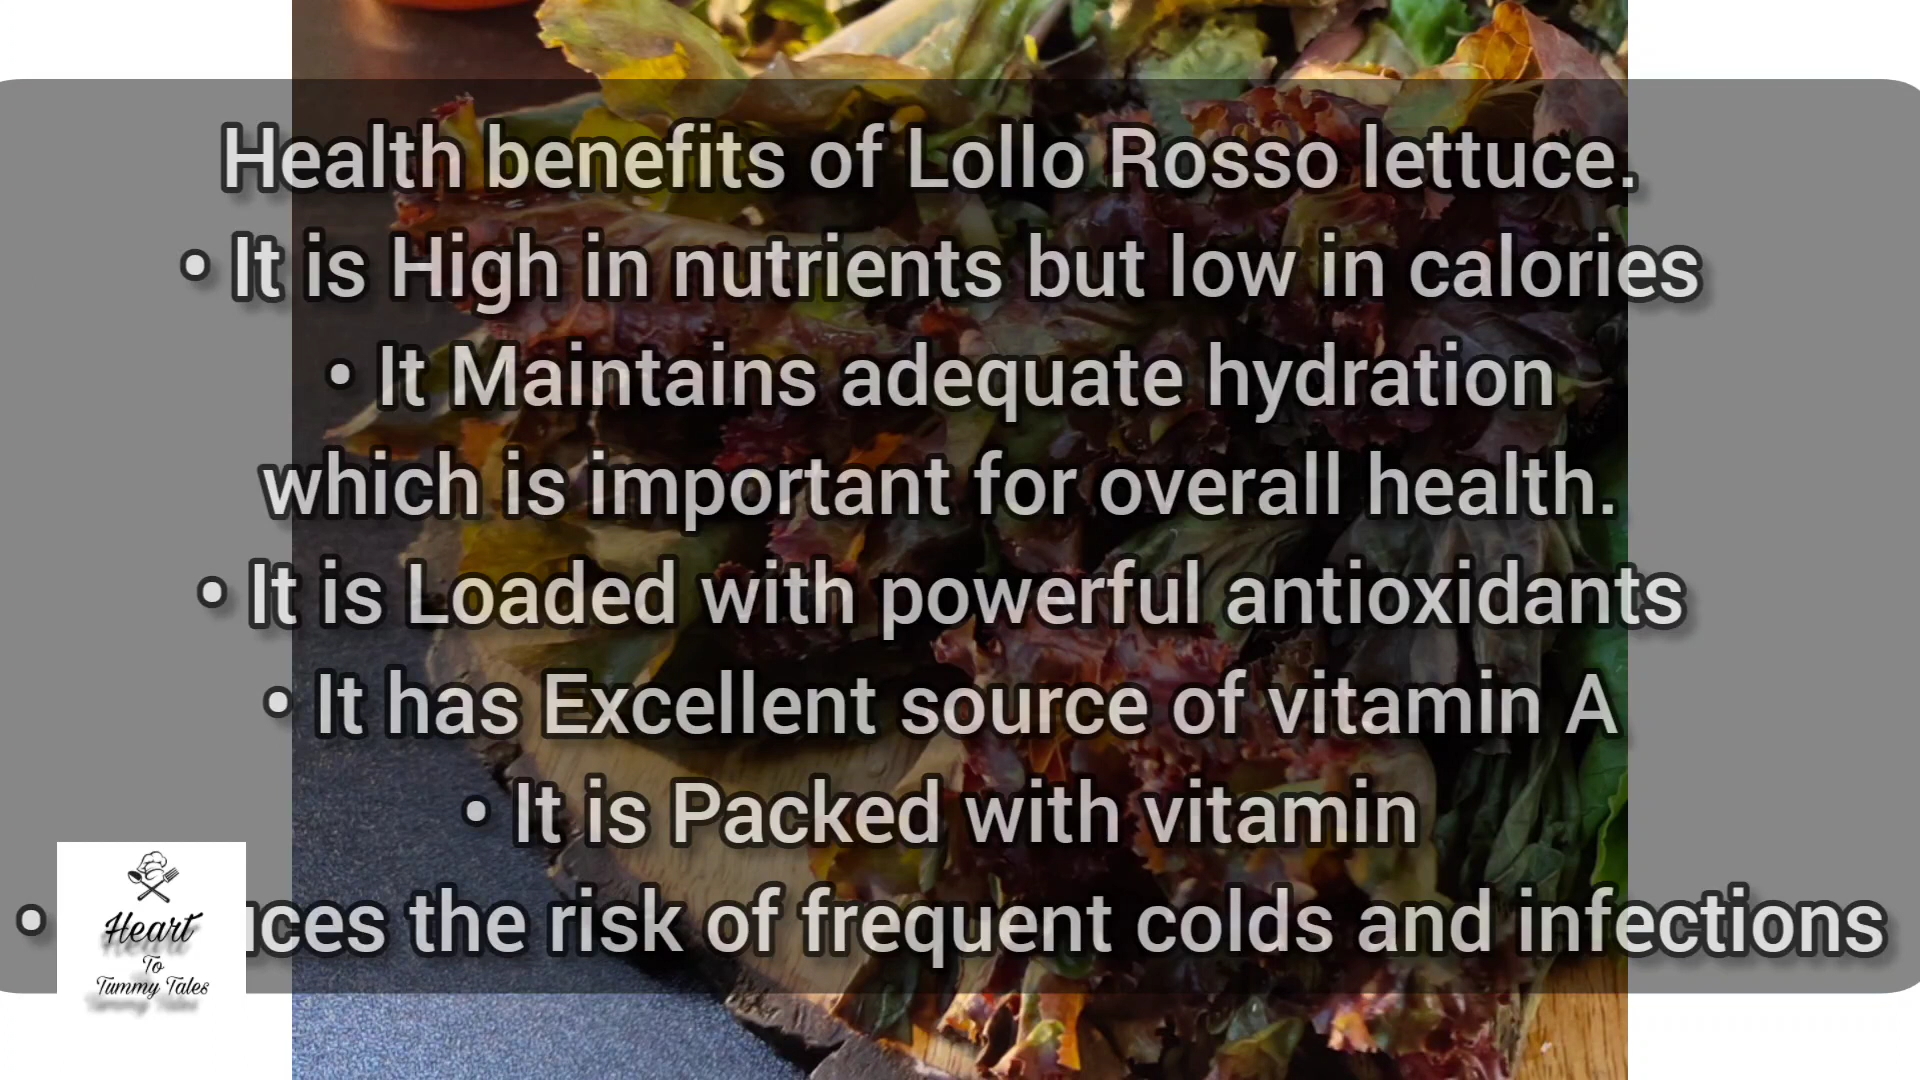 Health benefits of Lollo Rosso lettuce.
• It is High in nutrients but low in calories
• It Maintains adequate hydration
which is important for overall health.
• It is Loaded with powerful antioxidants
• It has Excellent source of vitamin A
• It is Packed with vitamin
• the risk of frequent colds and infections
Heart
To
Tummy Tales